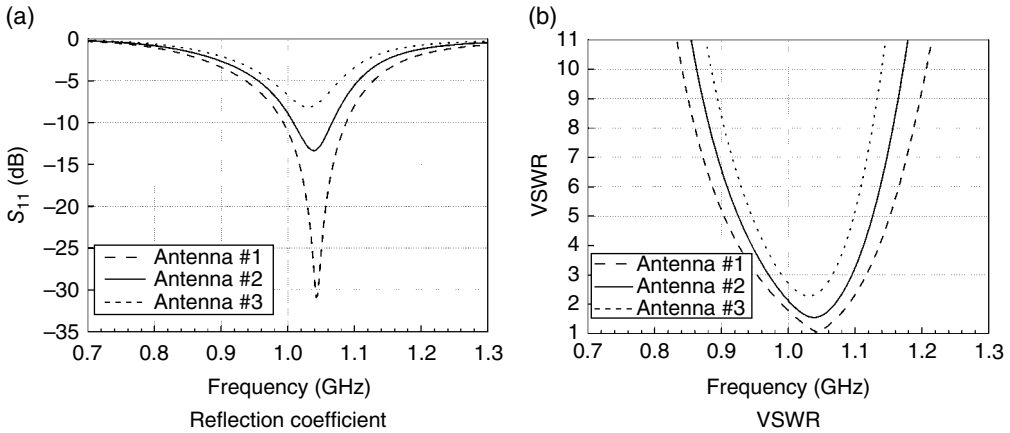 (a)
0
–5
–10
–15
–20
–25
–30
–35
S11 (dB)
Antenna #1
Antenna #2
Antenna #3
0.7 0.8 0.9 1.0 1.1 1.2 1.3
Frequency (GHz)
Reflection coefficient
(b)
11
10
9
8
7
6
5
4
3
2
1
VSWR
Antenna #1
Antenna #2
Antenna #3
0.7 0.8 0.9 1.0 1.1 1.2 1.3
Frequency (GHz)
VSWR